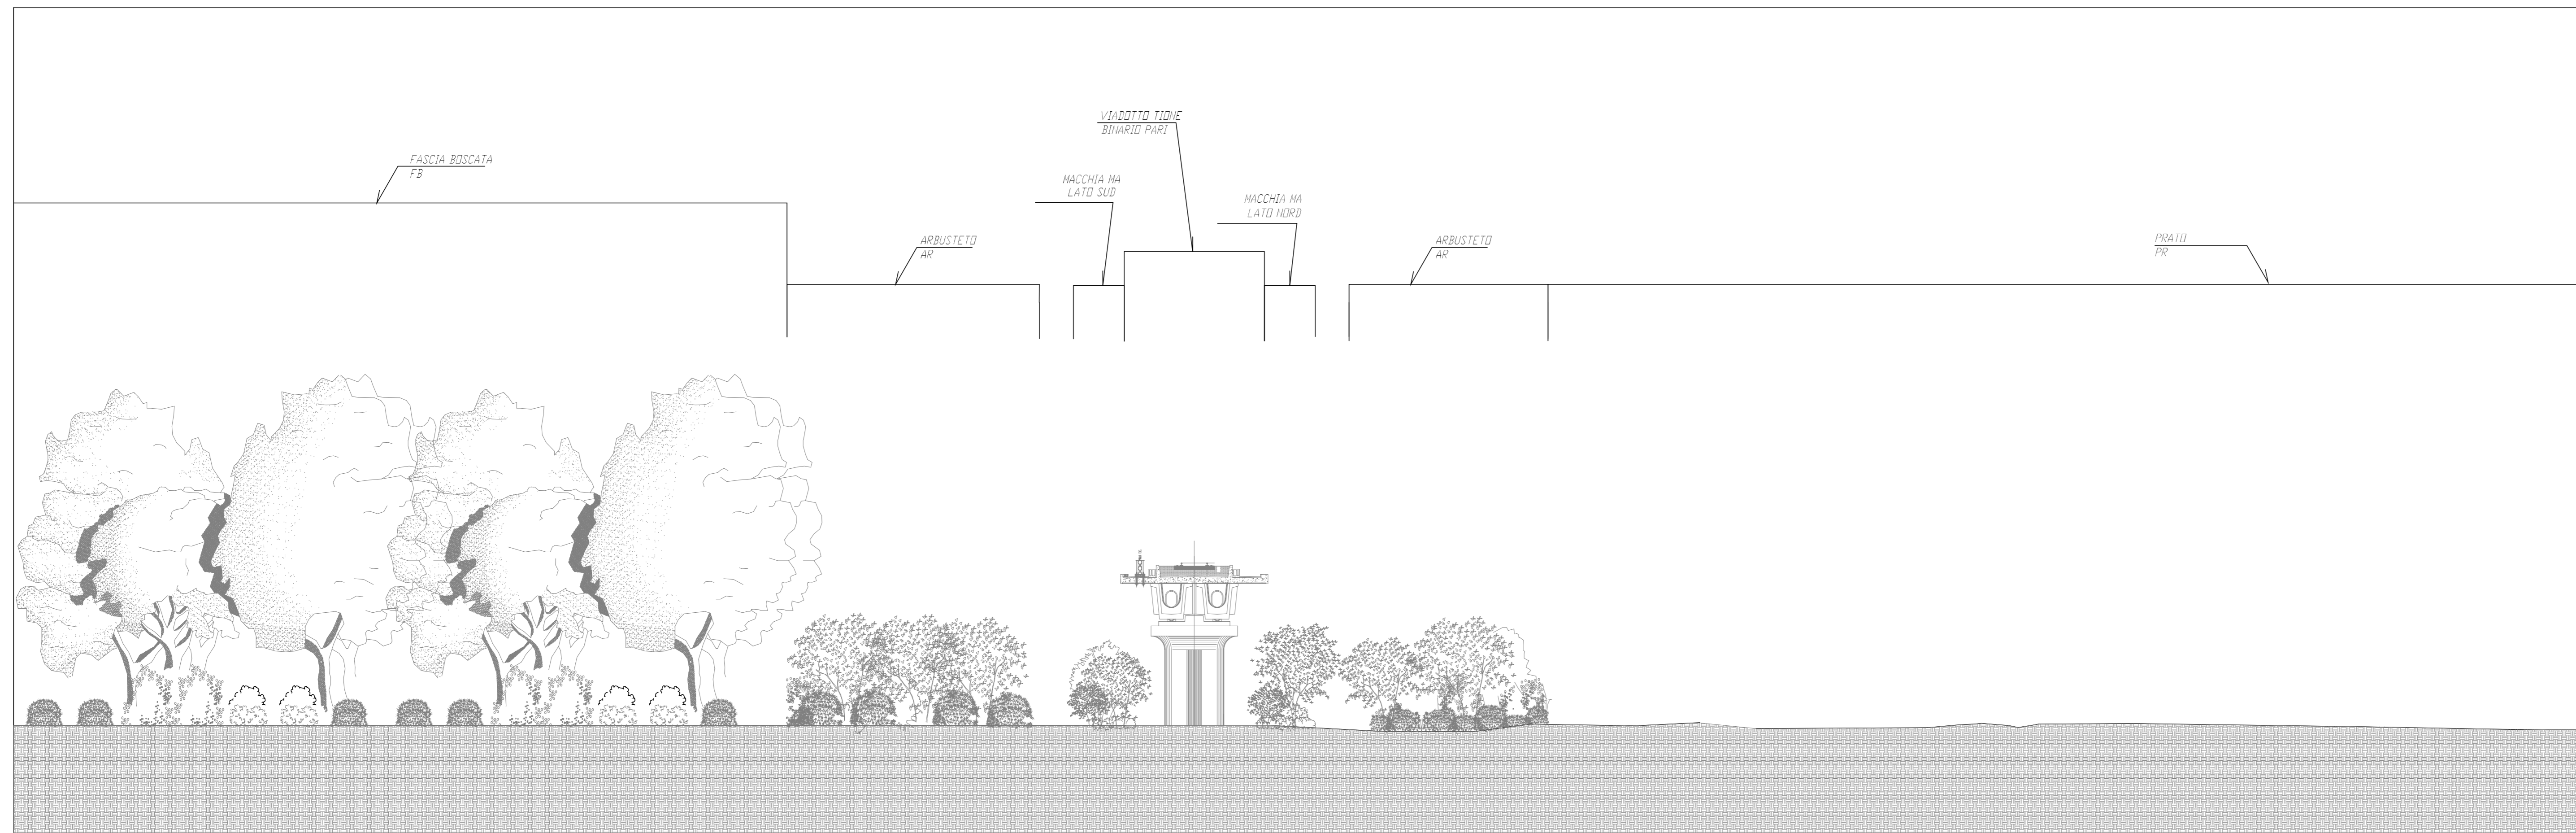 VIADOTTO TIONE
BINARIO PARI
FASCIA BOSCATA
FB
MACCHIA MA
LATO SUD
MACCHIA MA
LATO NORD
ARBUSTETO
AR
ARBUSTETO
AR
PRATO
PR